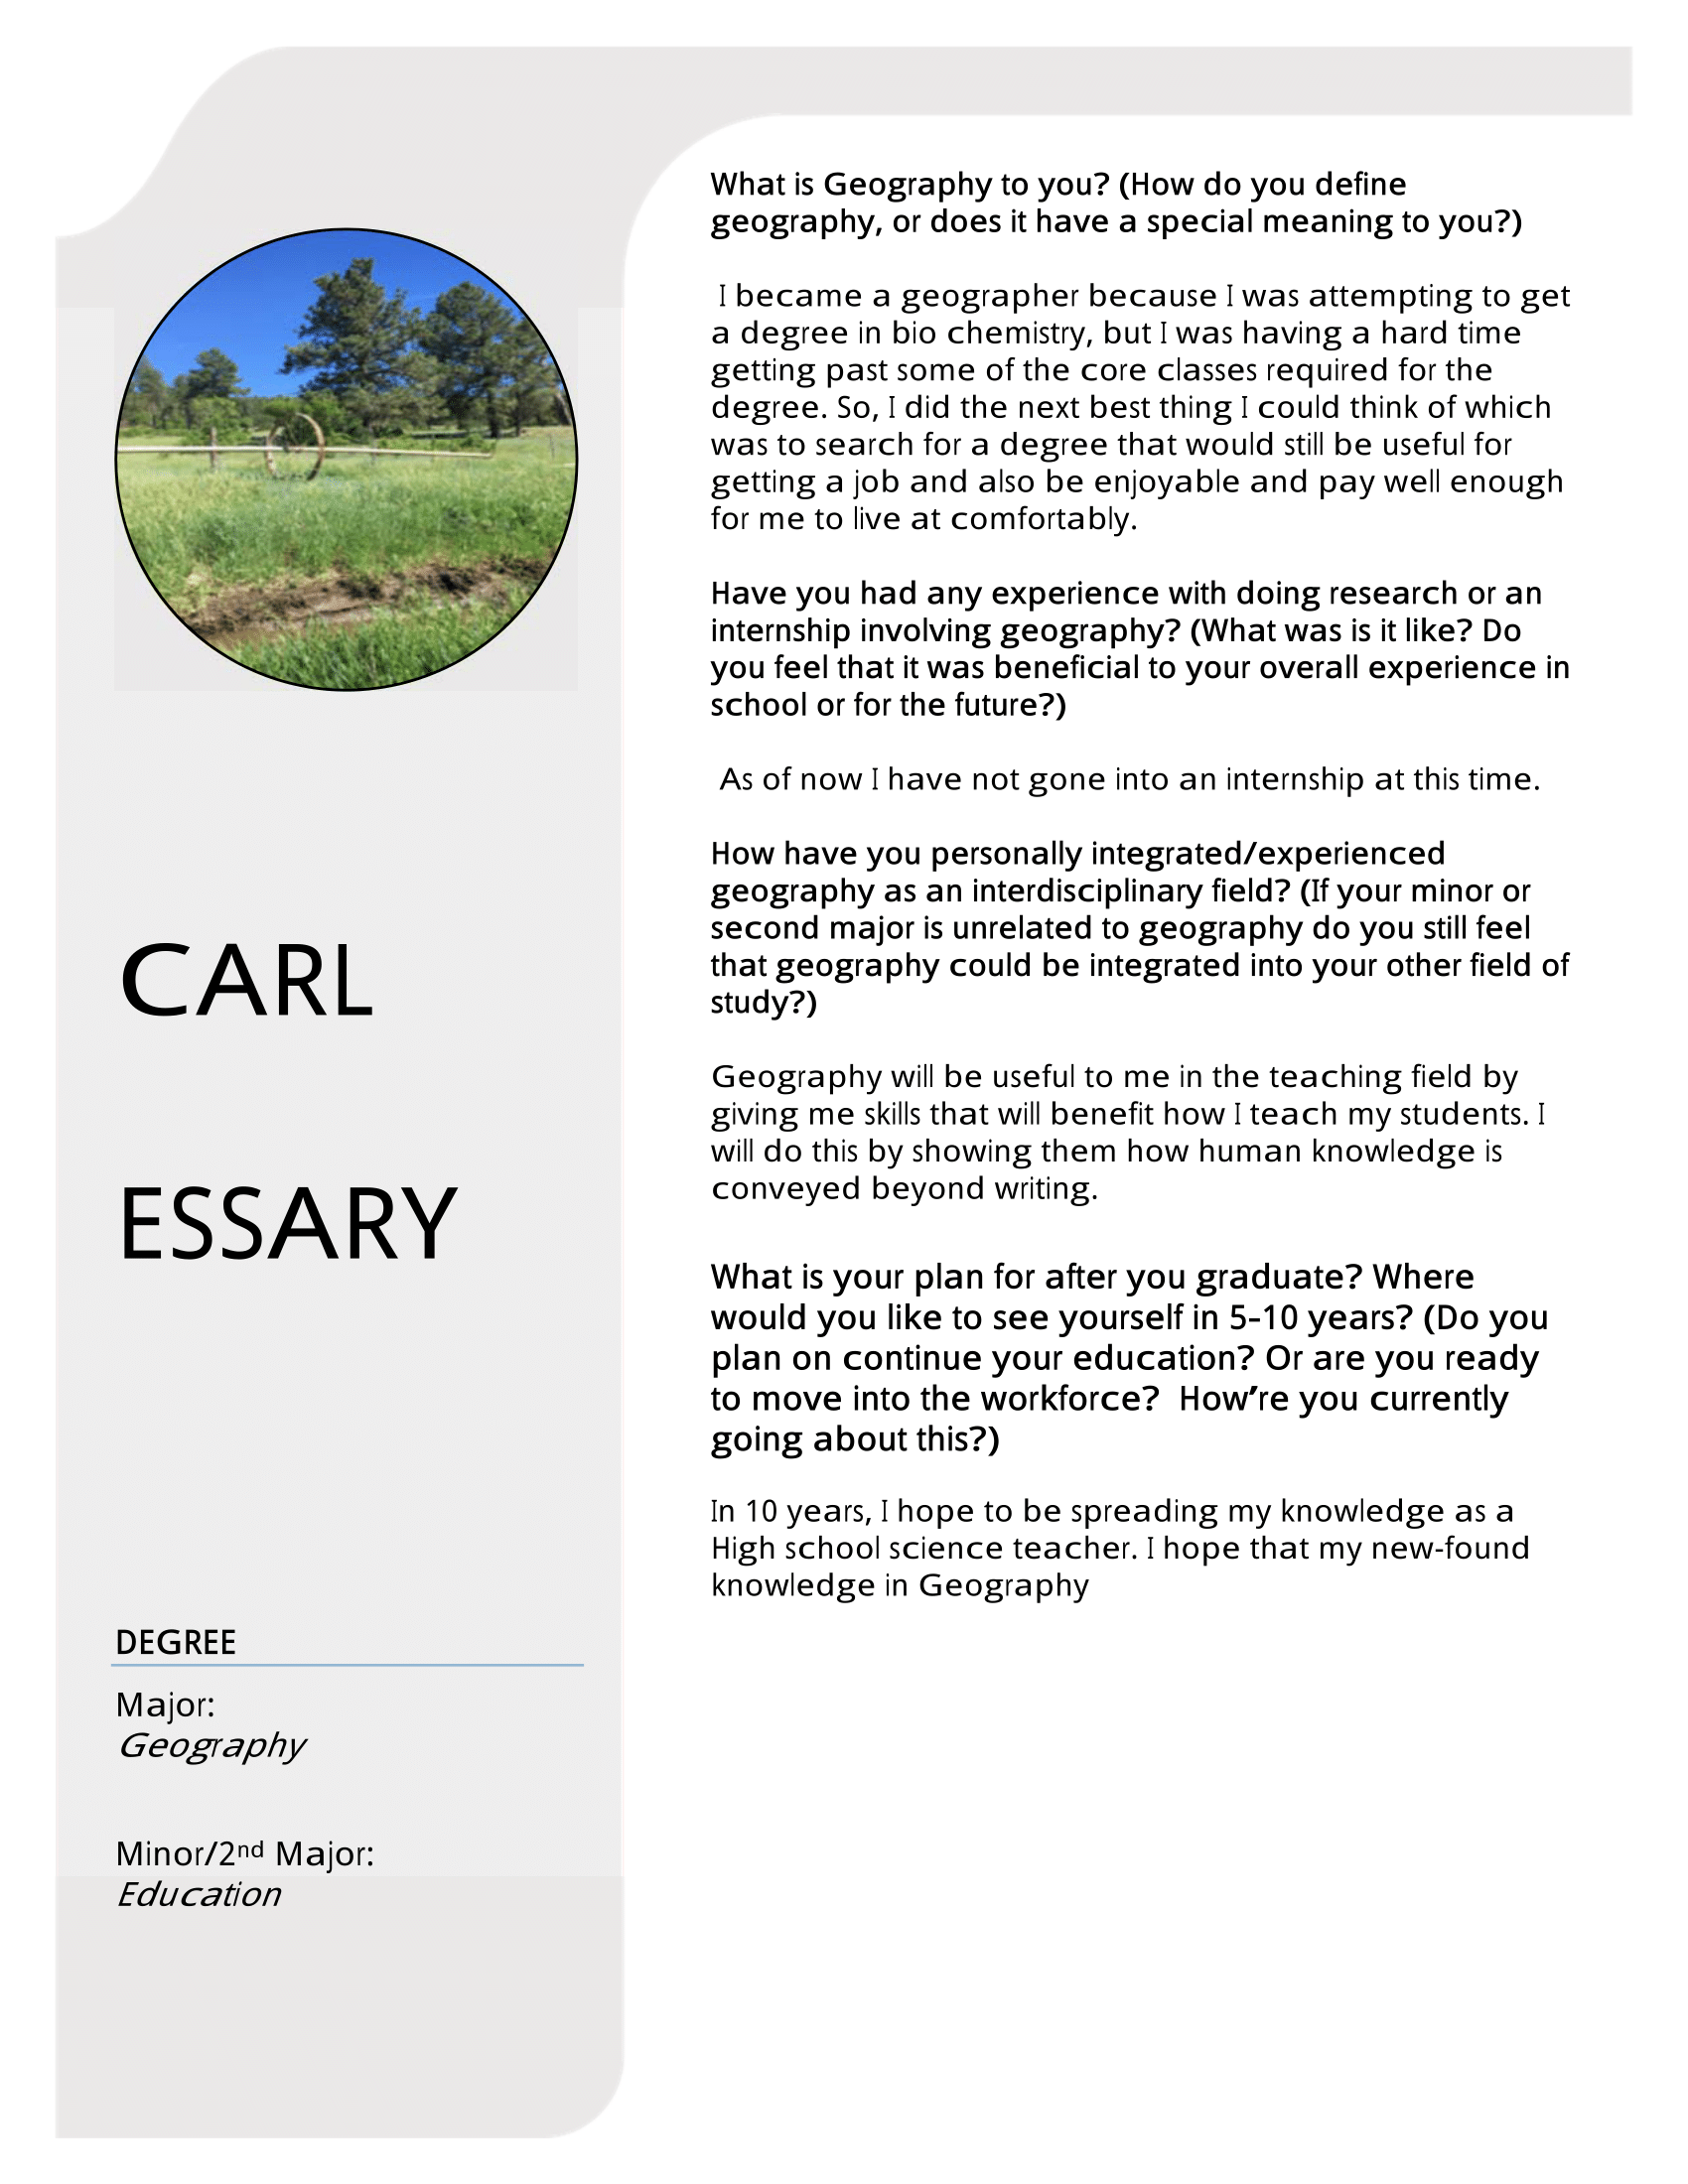 CARL
ESSARY
DEGREE
Major:
Geography
Minor/2nd Major:
Education
What is Geography to you? (How do you define
geography, or does it have a special meaning to you?)
I became a geographer because I was attempting to get
a degree in bio chemistry, but I was having a hard time
getting past some of the core classes required for the
degree. So, I did the next best thing I could think of which
was to search for a degree that would still be useful for
getting a job and also be enjoyable and pay well enough
for me to live at comfortably.
Have you had any experience with doing research or an
internship involving geography? (What was is it like? Do
you feel that it was beneficial to your overall experience in
school or for the future?)
As of now I have not gone into an internship at this time.
How have you personally integrated/experienced
geography as an interdisciplinary field? (If your minor or
second major is unrelated to geography do you still feel
that geography could be integrated into your other field of
study?)
Geography will be useful to me in the teaching field by
giving me skills that will benefit how I teach my students. I
will do this by showing them how human knowledge is
conveyed beyond writing.
What is your plan for after you graduate? Where
would you like to see yourself in 5-10 years? (Do you
plan on continue your education? Or are you ready
to move into the workforce?  How’re you currently
going about this?)
In 10 years, I hope to be spreading my knowledge as a
High school science teacher. I hope that my new-found
knowledge in Geography